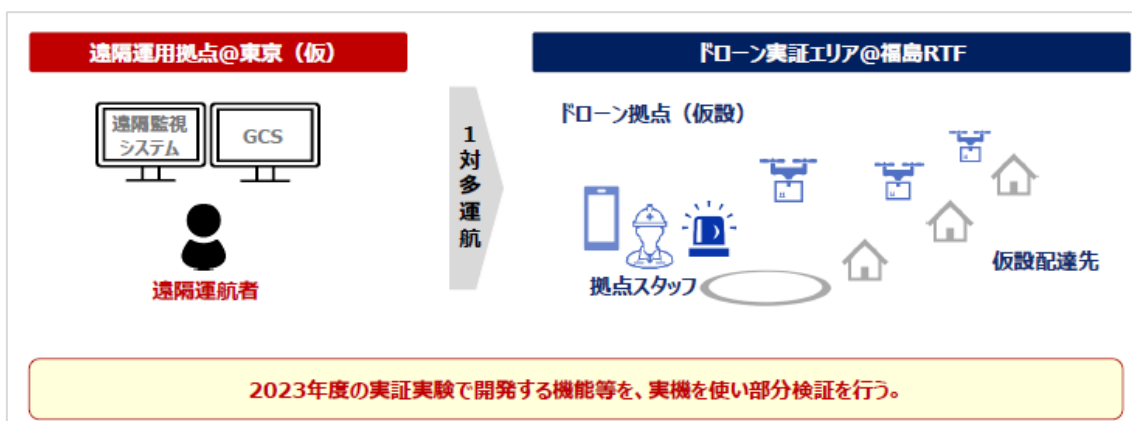 遠隔運用拠点@東京（仮）
ドローン実証エリア@福島RTF
遠隔監視
システム
GCS
遠隔運航者
1対多運航
ドローン拠点（仮設）
拠点スタッフ
仮設配達先
2023年度の実証実験で開発する機能等を、実機を使い部分検証を行う。